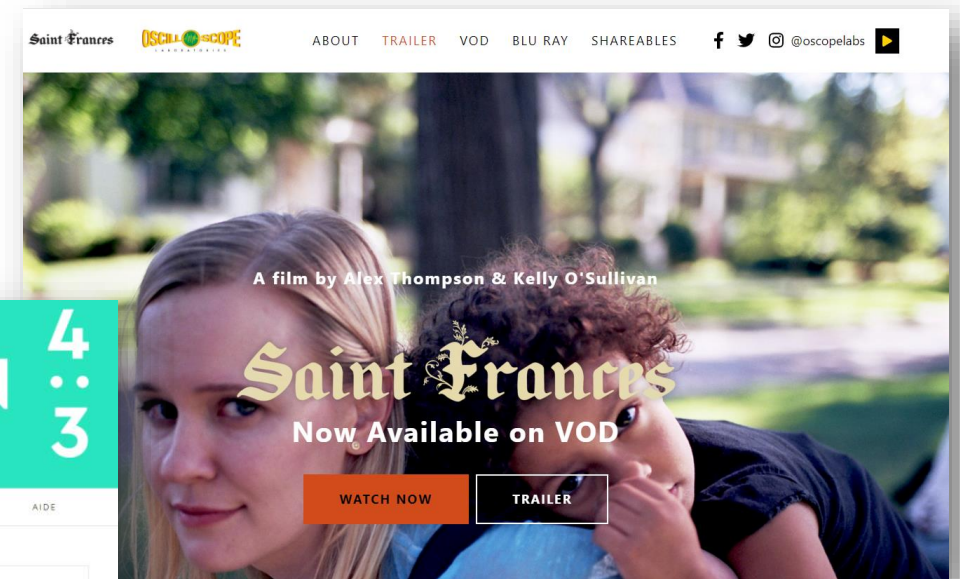 Saint Frances OSCILLOSCOPE ABOUT TRAILER VOD BLU RAY SHAREABLES @oscopelabs
LABORATORIES
A film by Alex Thompson & Kelly O'Sullivan
Saint Frances
Now Available on VOD
WATCH NOW TRAILER
4
:
3
AIDE